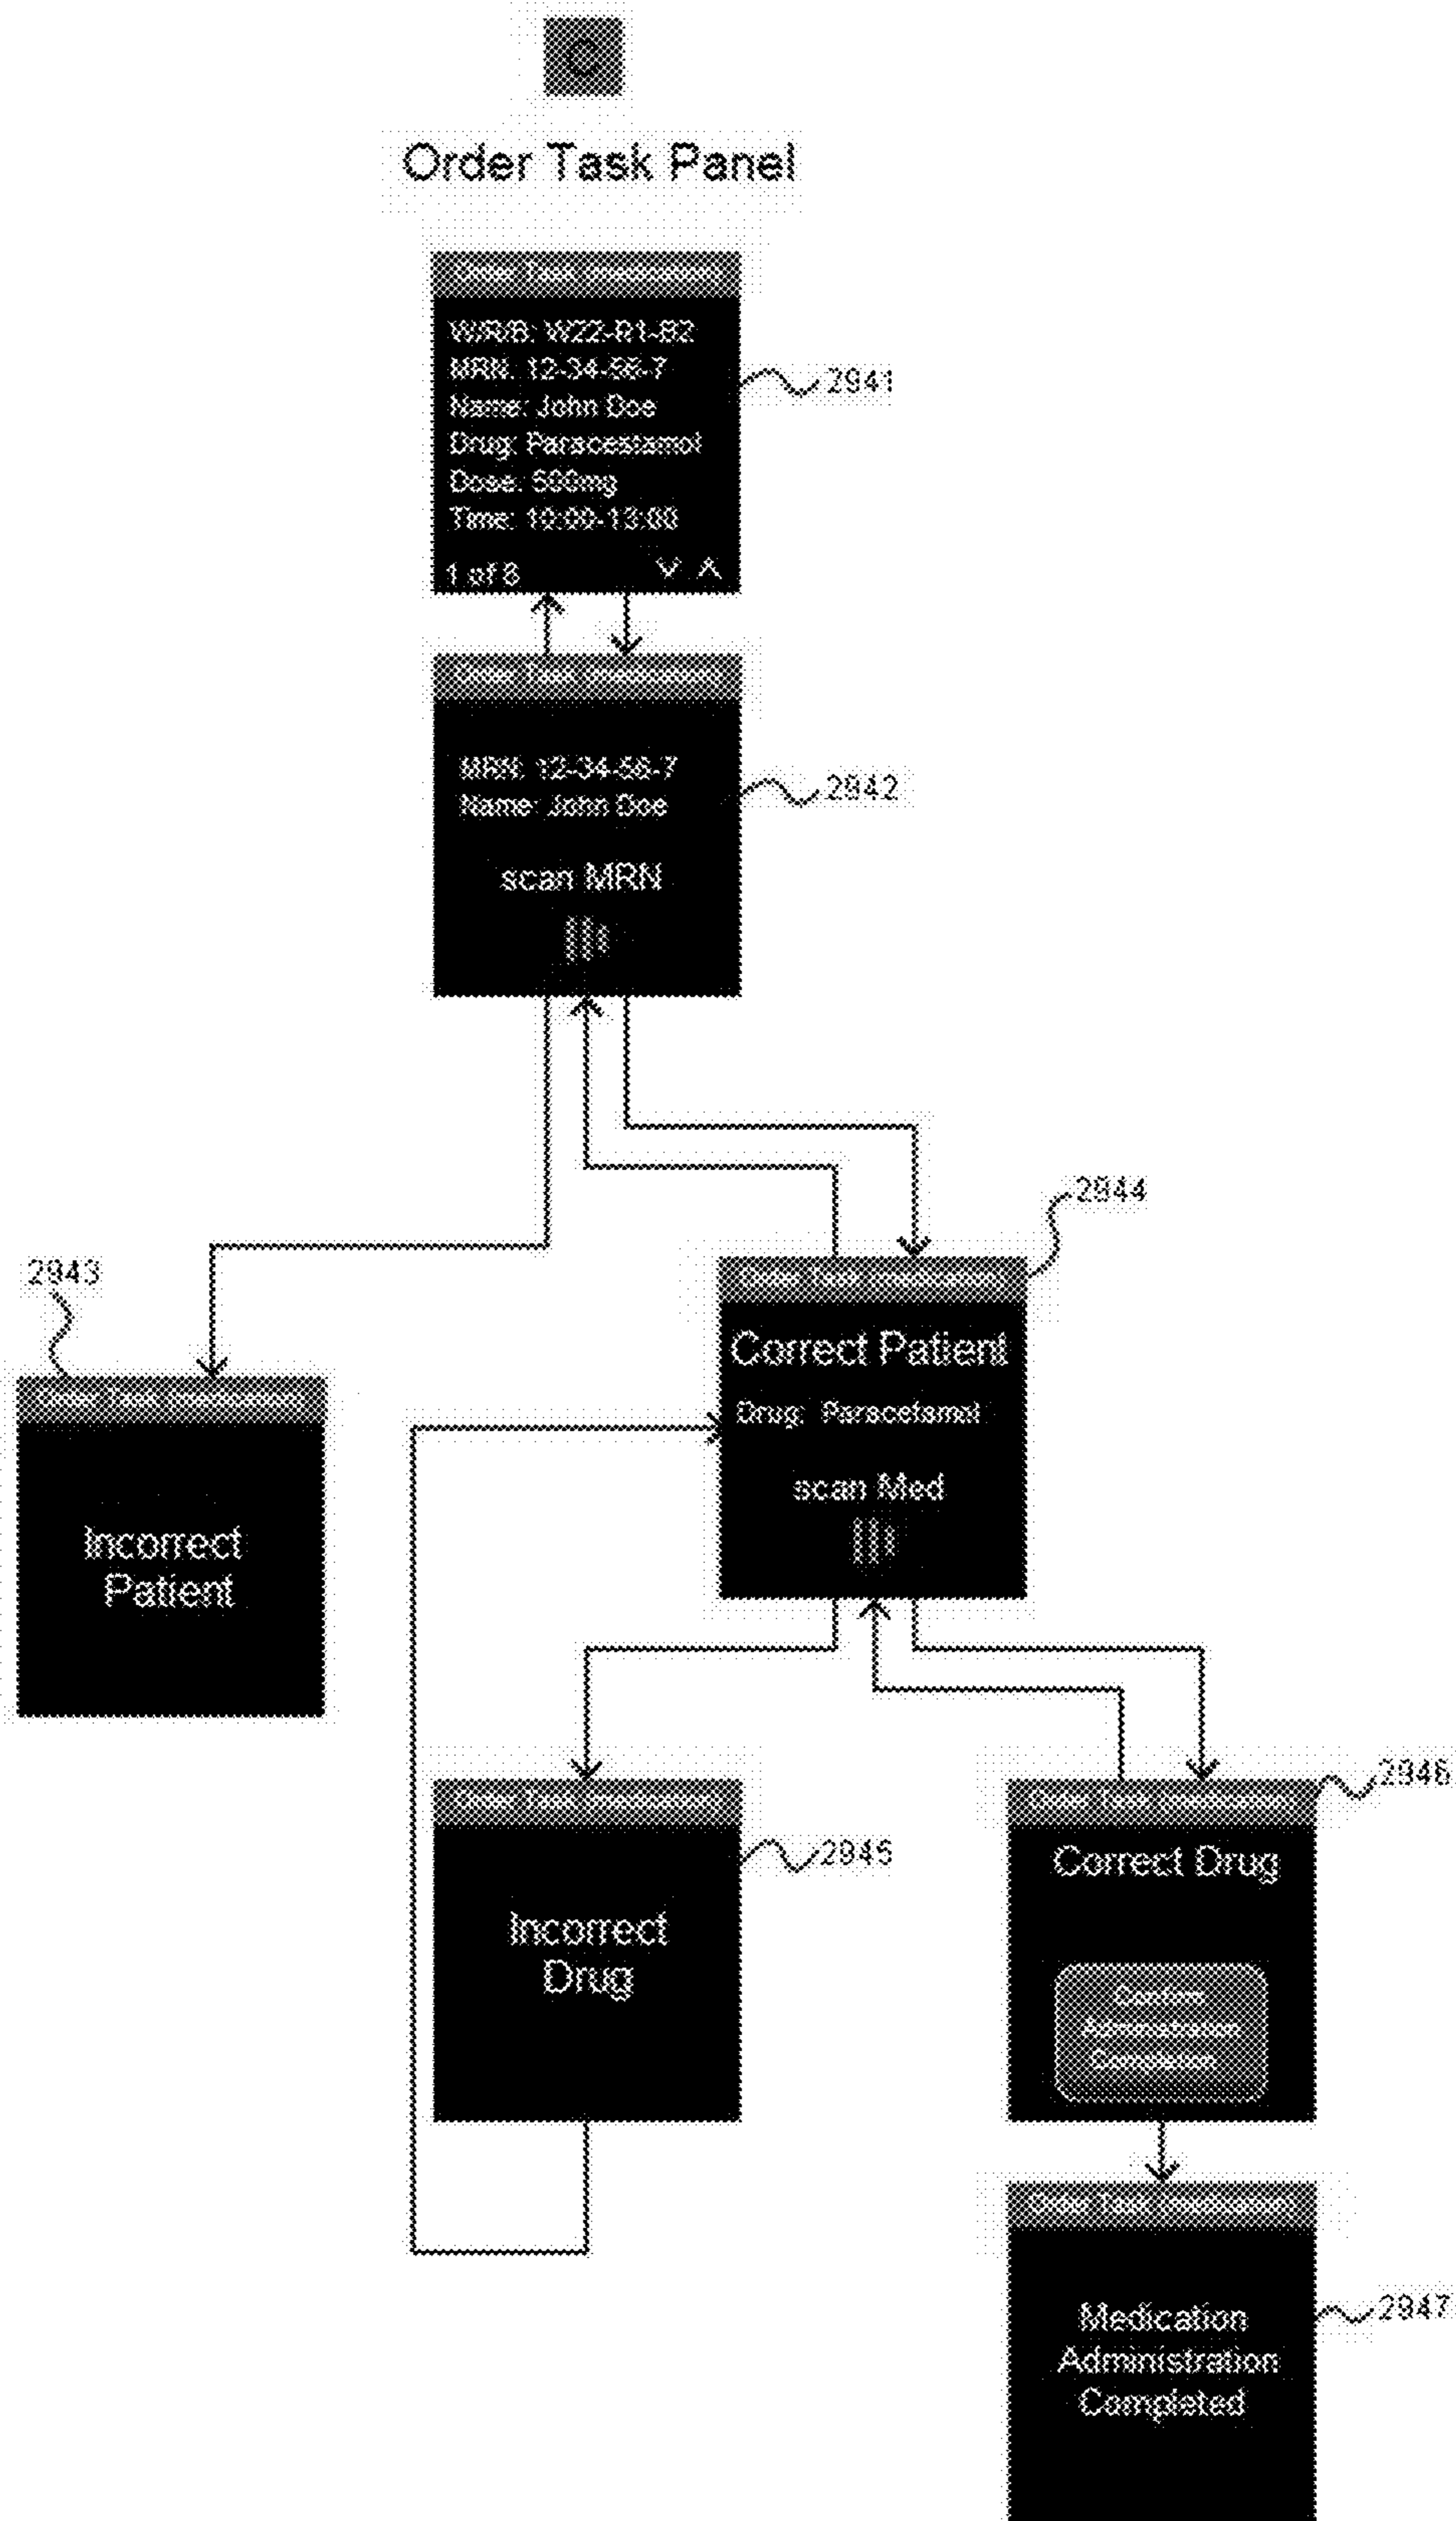 C
Order Task Panel
W/R/B: W22-R1-B2
MRN: 12-34-56-7
Name: John Doe
Drug: Paracestamol
Dose: 500mg
Time: 10:00-13:00
1 of 8
2941
MRN: 12-34-56-7
Name: John Doe
scan MRN
2942
2944
2943
Correct Patient
Drug: Paracetamol
scan Med
Incorrect
Patient
2946
2945
Correct Drug
Incorrect
Drug
Confirm
Administration
Completion
2947
Medication
Administration
Completed